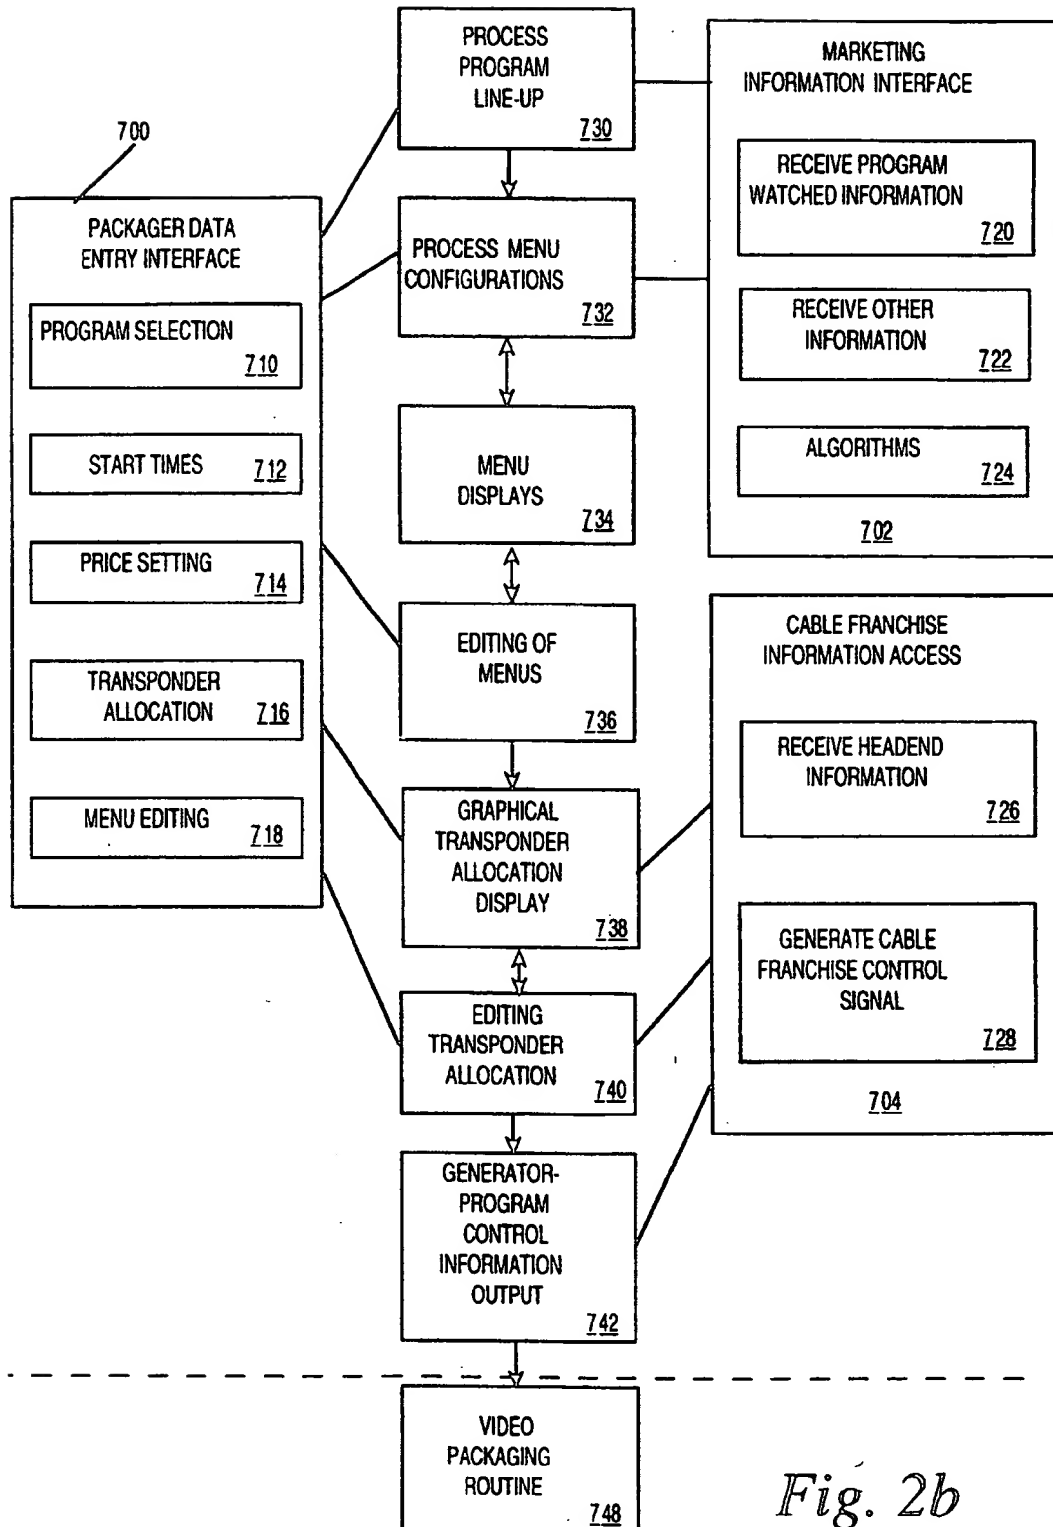 PROCESS
PROGRAM
LINE-UP
730
MARKETING
INFORMATION INTERFACE
RECEIVE PROGRAM
WATCHED INFORMATION
720
RECEIVE OTHER
INFORMATION
722
ALGORITHMS
724
702
700
PACKAGER DATA
ENTRY INTERFACE
PROGRAM SELECTION
710
START TIMES
712
PRICE SETTING
714
TRANSPONDER
ALLOCATION
716
MENU EDITING
718
PROCESS MENU
CONFIGURATIONS
732
MENU
DISPLAYS
734
EDITING OF
MENUS
736
GRAPHICAL
TRANSPONDER
ALLOCATION
DISPLAY
738
EDITING
TRANSPONDER
ALLOCATION
740
CABLE FRANCHISE
INFORMATION ACCESS
RECEIVE HEADEND
INFORMATION
726
GENERATE CABLE
FRANCHISE CONTROL
SIGNAL
728
704
GENERATOR-
PROGRAM
CONTROL
INFORMATION
OUTPUT
742
VIDEO
PACKAGING
ROUTINE
748
Fig. 2b